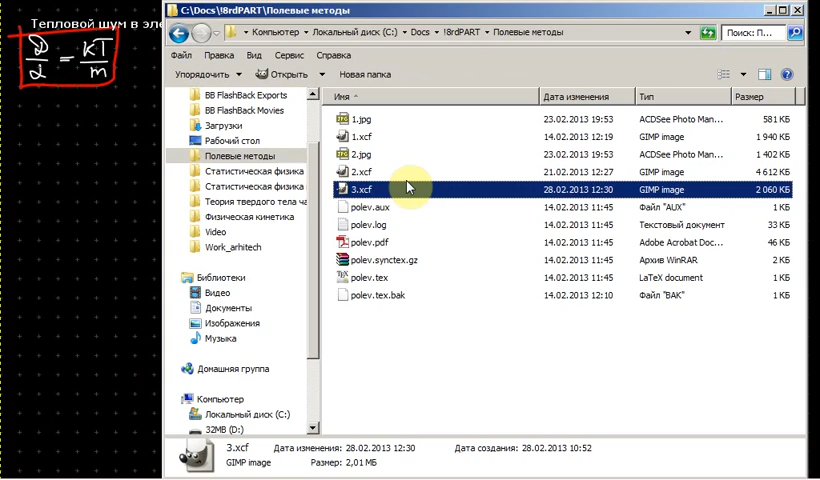 C:\Docs\!8rdPART\Полевые методы
Тепловой шум в эле
D/α = KT/m
Компьютер ▸ Локальный диск (C:) ▸ Docs ▸ !8rdPART ▸ Полевые методы
Поиск: П...
Файл Правка Вид Сервис Справка
Упорядочить Открыть Новая папка
BB FlashBack Exports
BB FlashBack Movies
Загрузки
Рабочий стол
Полевые методы
Статистическая физика
Статистическая физика
Теория твердого тела ча
Физическая кинетика
Video
Work_arhitech
Библиотеки
Видео
Документы
Изображения
Музыка
Домашняя группа
Компьютер
Локальный диск (C:)
32MB (D:)
Имя Дата изменения Тип Размер
1.jpg 23.02.2013 19:53 ACDSee Photo Man... 581 КБ
1.xcf 14.02.2013 12:19 GIMP image 1 940 КБ
2.jpg 23.02.2013 19:53 ACDSee Photo Man... 1 402 КБ
2.xcf 21.02.2013 12:27 GIMP image 4 612 КБ
3.xcf 28.02.2013 12:30 GIMP image 2 060 КБ
polev.aux 14.02.2013 11:45 Файл "AUX" 1 КБ
polev.log 14.02.2013 11:45 Текстовый документ 33 КБ
polev.pdf 14.02.2013 11:45 Adobe Acrobat Doc... 46 КБ
polev.synctex.gz 14.02.2013 11:45 Архив WinRAR 2 КБ
polev.tex 14.02.2013 11:45 LaTeX document 1 КБ
polev.tex.bak 14.02.2013 12:10 Файл "BAK" 1 КБ
3.xcf Дата изменения: 28.02.2013 12:30 Дата создания: 28.02.2013 10:52
GIMP image Размер: 2,01 МБ